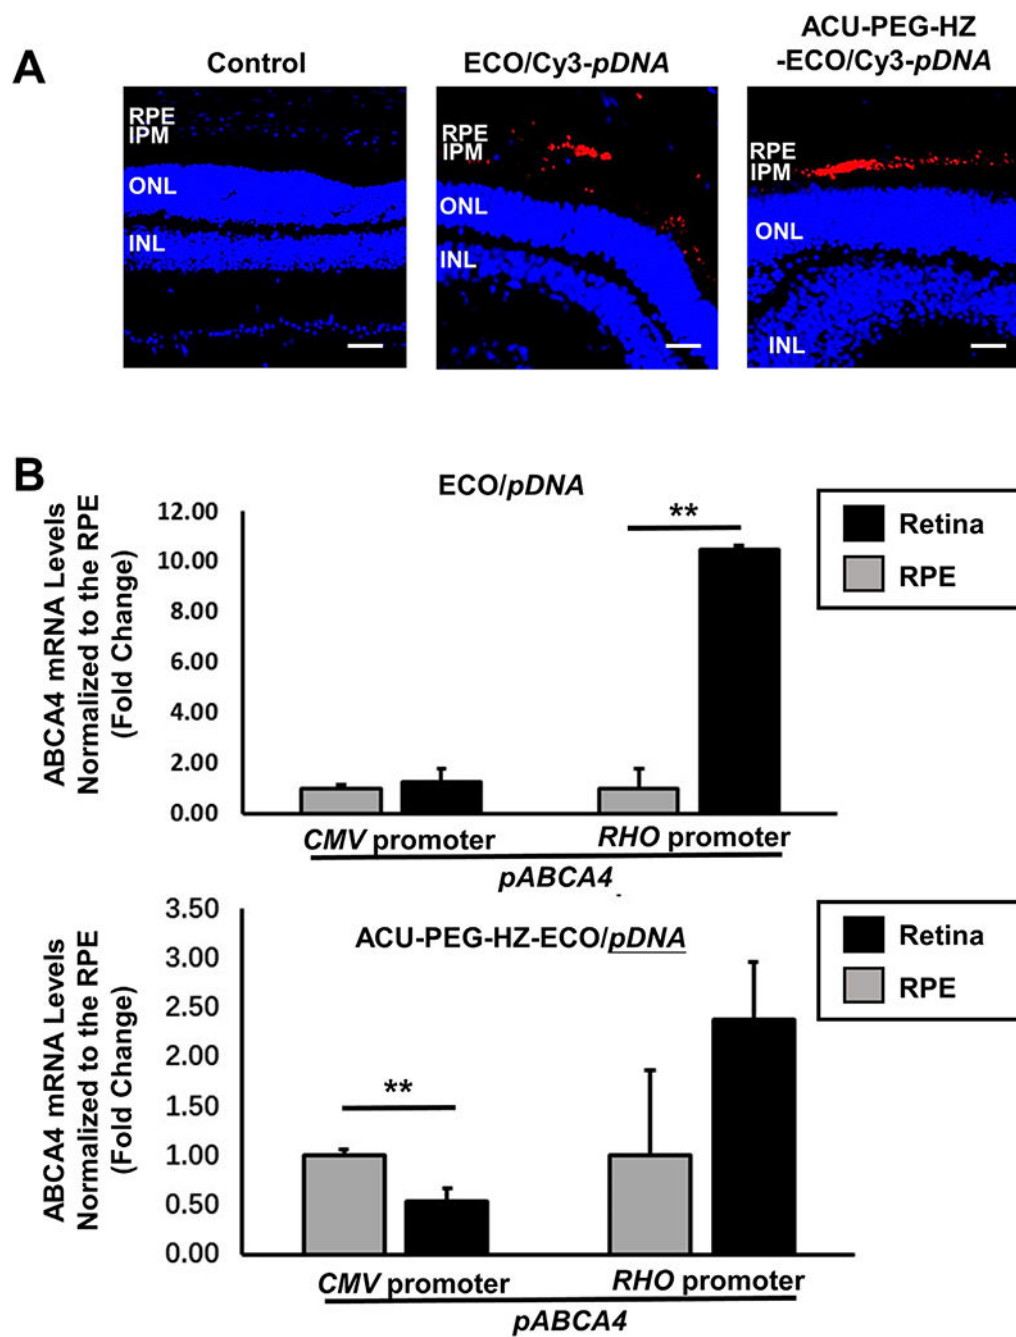 A
Control
ECO/Cy3-pDNA
ACU-PEG-HZ
-ECO/Cy3-pDNA
RPE
IPM
ONL
INL
RPE
IPM
ONL
INL
RPE
IPM
ONL
INL
B
ECO/pDNA
ABCA4 mRNA Levels
Normalized to the RPE
(Fold Change)
12.00
10.00
8.00
6.00
4.00
2.00
0.00
**
Retina
RPE
CMV promoter
RHO promoter
pABCA4
ACU-PEG-HZ-ECO/pDNA
ABCA4 mRNA Levels
Normalized to the RPE
(Fold Change)
3.50
3.00
2.50
2.00
1.50
1.00
0.50
0.00
**
Retina
RPE
CMV promoter
RHO promoter
pABCA4